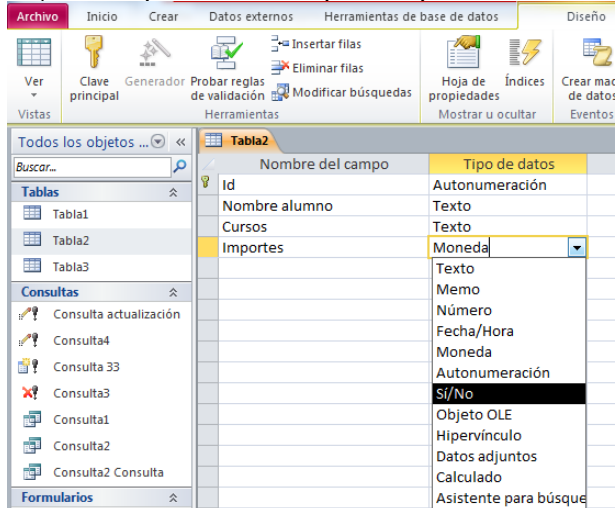 Archivo Inicio Crear Datos externos Herramientas de base de datos Diseño
Ver
Clave principal
Generador
Probar reglas de validación
Insertar filas
Eliminar filas
Modificar búsquedas
Hoja de propiedades
Índices
Crear mac
de datos
Vistas Herramientas Mostrar u ocultar Eventos
Todos los objetos ... «
Buscar...
Tablas
Tabla1
Tabla2
Tabla3
Consultas
Consulta actualización
Consulta4
Consulta 33
Consulta3
Consulta1
Consulta2
Consulta2 Consulta
Formularios
Tabla2
Nombre del campo Tipo de datos
Id Autonumeración
Nombre alumno Texto
Cursos Texto
Importes Moneda
Texto
Memo
Número
Fecha/Hora
Moneda
Autonumeración
Sí/No
Objeto OLE
Hipervínculo
Datos adjuntos
Calculado
Asistente para búsque